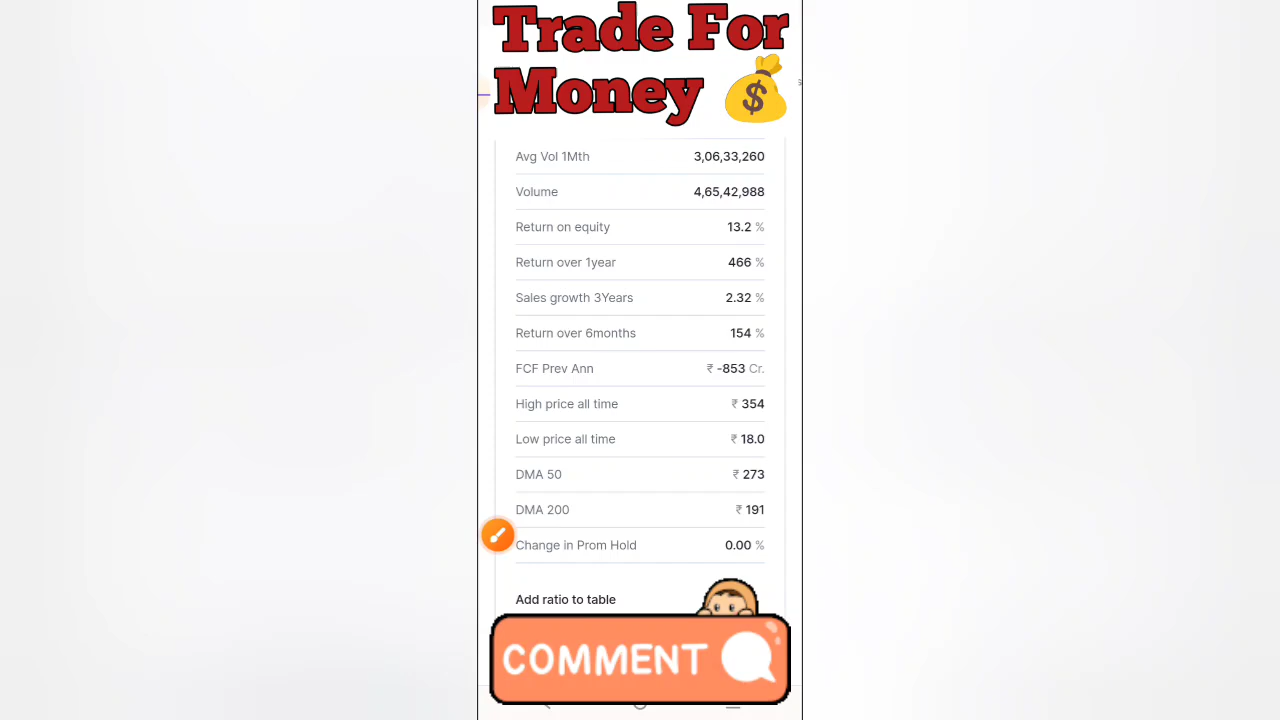 Trade For
Money
Avg Vol 1Mth 3,06,33,260
Volume 4,65,42,988
Return on equity 13.2 %
Return over 1year 466 %
Sales growth 3Years 2.32 %
Return over 6months 154 %
FCF Prev Ann ₹ -853 Cr.
High price all time ₹ 354
Low price all time ₹ 18.0
DMA 50 ₹ 273
DMA 200 ₹ 191
Change in Prom Hold 0.00 %
Add ratio to table
COMMENT